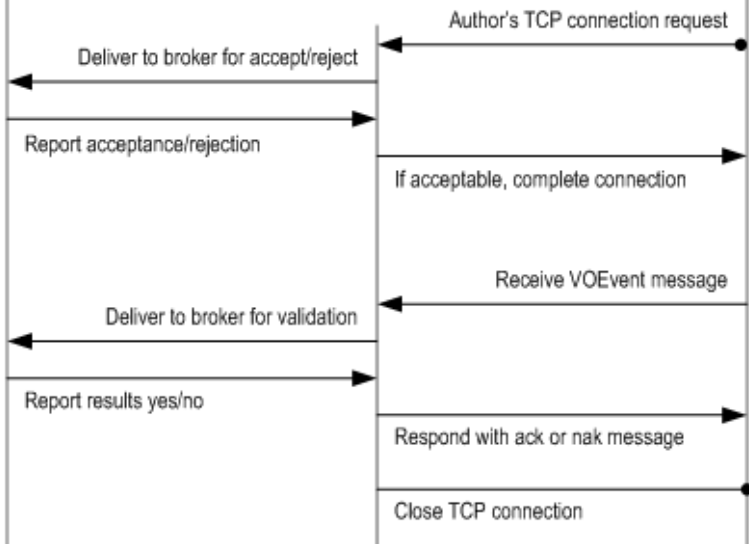 Author's TCP connection request
Deliver to broker for accept/reject
Report acceptance/rejection
If acceptable, complete connection
Receive VOEvent message
Deliver to broker for validation
Report results yes/no
Respond with ack or nak message
Close TCP connection